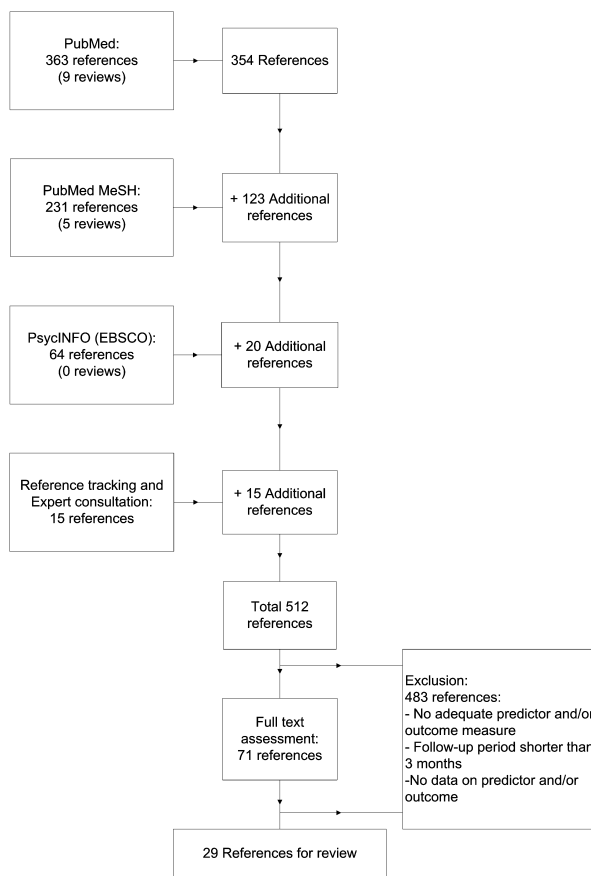 PubMed:
363 references
(9 reviews)
354 References
PubMed MeSH:
231 references
(5 reviews)
+ 123 Additional
references
PsycINFO (EBSCO):
64 references
(0 reviews)
+ 20 Additional
references
Reference tracking and
Expert consultation:
15 references
+ 15 Additional
references
Total 512
references
Exclusion:
483 references:
- No adequate predictor and/or
outcome measure
- Follow-up period shorter than
3 months
-No data on predictor and/or
outcome
Full text
assessment:
71 references
29 References for review